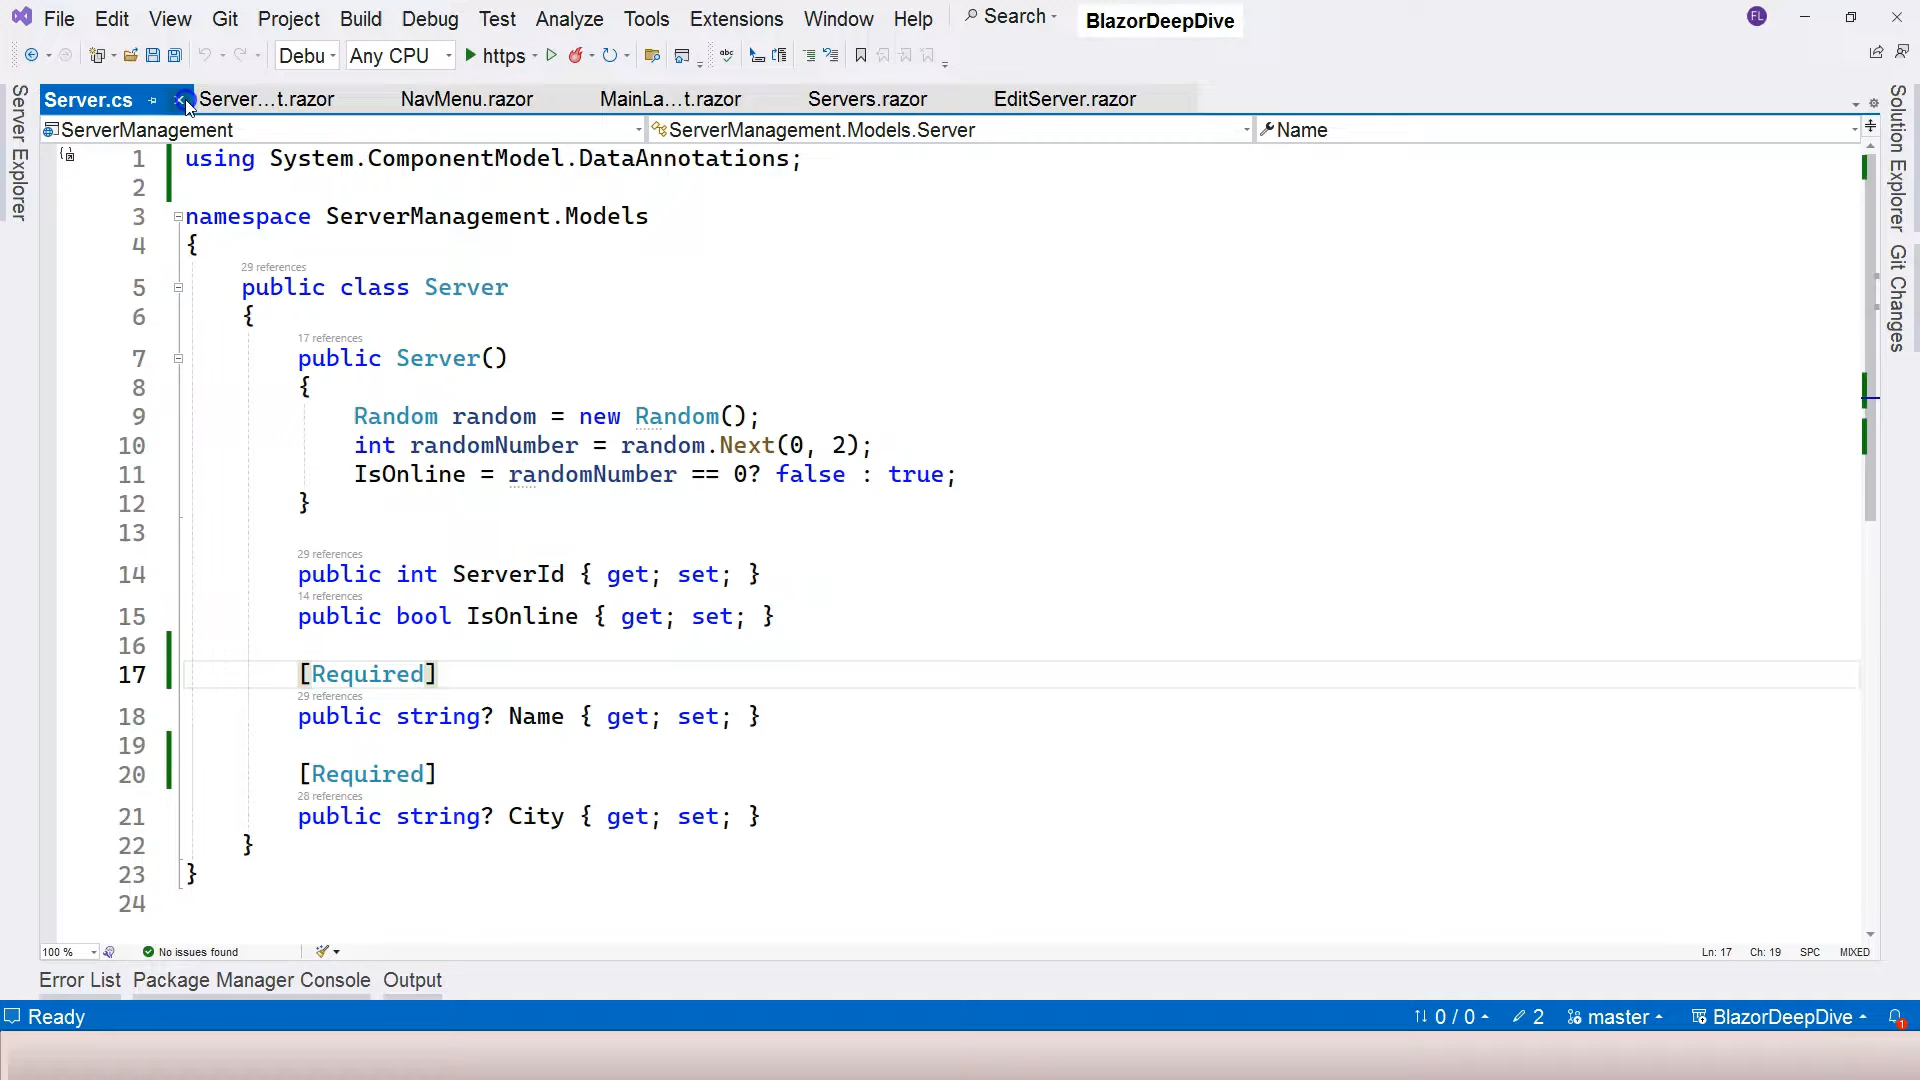 File Edit View Git Project Build Debug Test Analyze Tools Extensions Window Help Search BlazorDeepDive FL
Debu Any CPU https
Server.cs Server...t.razor NavMenu.razor MainLa...t.razor Servers.razor EditServer.razor
ServerManagement ServerManagement.Models.Server Name
Server Explorer
Solution Explorer
Git Changes
1 using System.ComponentModel.DataAnnotations;
2
3 namespace ServerManagement.Models
4 {
29 references
5 public class Server
6 {
17 references
7 public Server()
8 {
9 Random random = new Random();
10 int randomNumber = random.Next(0, 2);
11 IsOnline = randomNumber == 0? false : true;
12 }
13
29 references
14 public int ServerId { get; set; }
14 references
15 public bool IsOnline { get; set; }
16
17 [Required]
29 references
18 public string? Name { get; set; }
19
20 [Required]
28 references
21 public string? City { get; set; }
22 }
23 }
24
100 % No issues found Ln: 17 Ch: 19 SPC MIXED
Error List Package Manager Console Output
Ready 0 / 0 2 master BlazorDeepDive 1